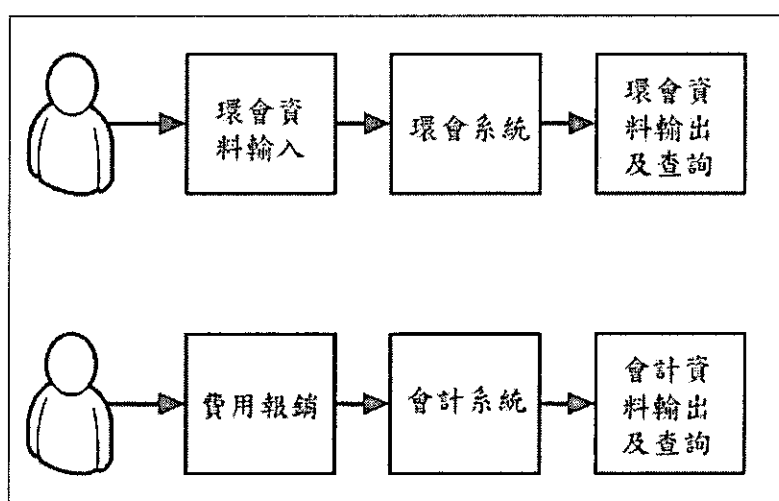 環會資
料輸入
環會系統
環會資
料輸出
及查詢
費用報銷
會計系統
會計資
料輸出
及查詢